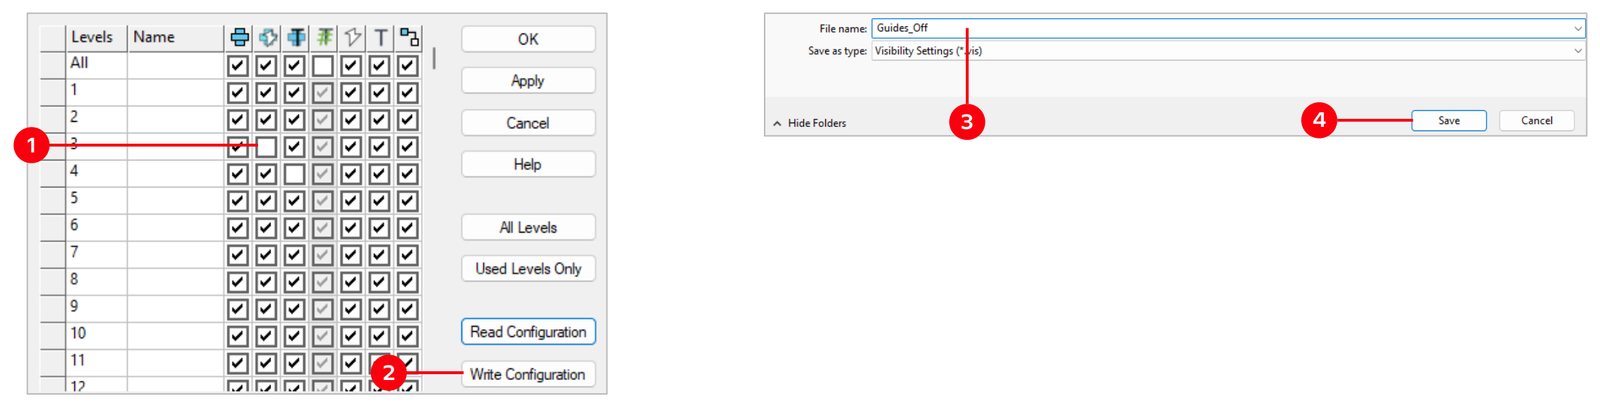 Levels Name
All
1
2
3
4
5
6
7
8
9
10
11
12
OK
Apply
Cancel
Help
All Levels
Used Levels Only
Read Configuration
Write Configuration
1
2
File name: Guides_Off
Save as type: Visibility Settings (*.vis)
Hide Folders
Save
Cancel
3
4